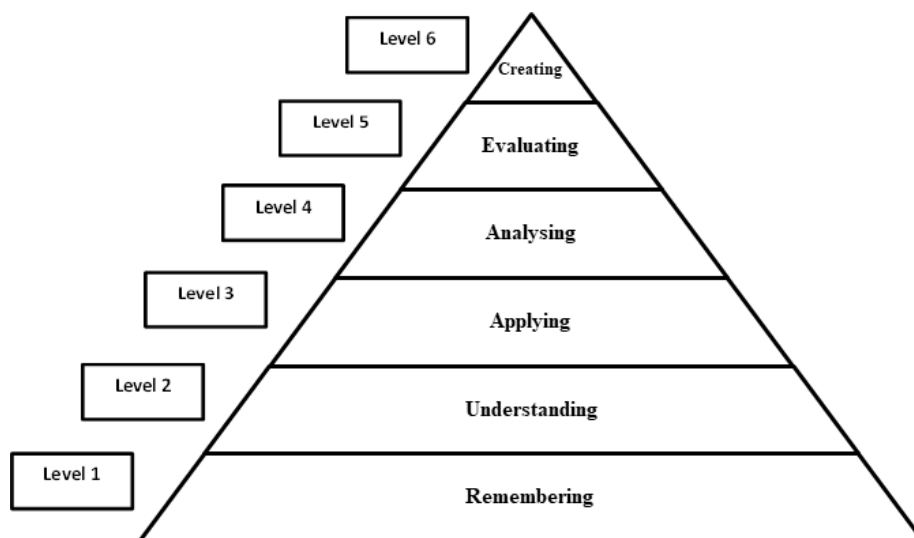 Level 6
Creating
Level 5
Evaluating
Level 4
Analysing
Level 3
Applying
Level 2
Understanding
Level 1
Remembering